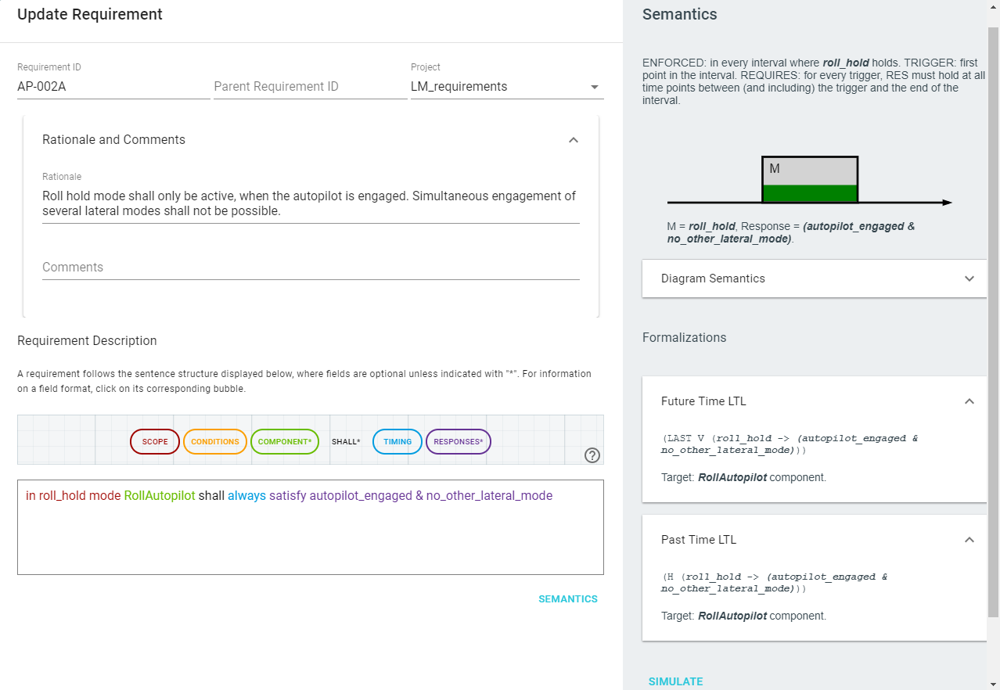 Update Requirement
Requirement ID
AP-002A
Parent Requirement ID
Project
LM_requirements
Rationale and Comments
Rationale
Roll hold mode shall only be active, when the autopilot is engaged. Simultaneous engagement of
several lateral modes shall not be possible.
Comments
Requirement Description
A requirement follows the sentence structure displayed below, where fields are optional unless indicated with "*". For information
on a field format, click on its corresponding bubble.
SCOPE
CONDITIONS
COMPONENT*
SHALL*
TIMING
RESPONSES*
?
in roll_hold mode RollAutopilot shall always satisfy autopilot_engaged & no_other_lateral_mode
SEMANTICS
Semantics
ENFORCED: in every interval where roll_hold holds. TRIGGER: first
point in the interval. REQUIRES: for every trigger, RES must hold at all
time points between (and including) the trigger and the end of the
interval.
M
M = roll_hold, Response = (autopilot_engaged &
no_other_lateral_mode).
Diagram Semantics
Formalizations
Future Time LTL
(LAST V (roll_hold -> (autopilot_engaged &
no_other_lateral_mode)))
Target: RollAutopilot component.
Past Time LTL
(H (roll_hold -> (autopilot_engaged &
no_other_lateral_mode)))
Target: RollAutopilot component.
SIMULATE